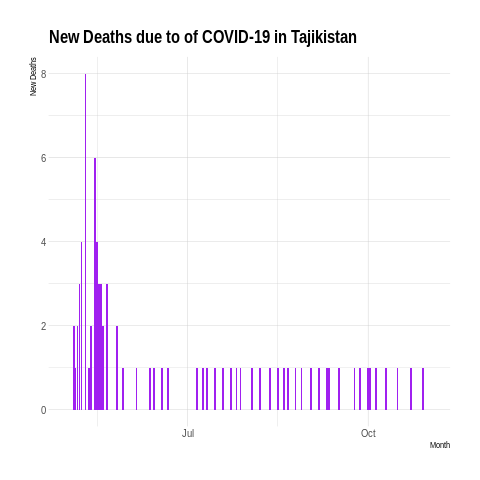 New Deaths due to of COVID-19 in Tajikistan
New Deaths
8
6
4
2
0
Jul
Oct
Month